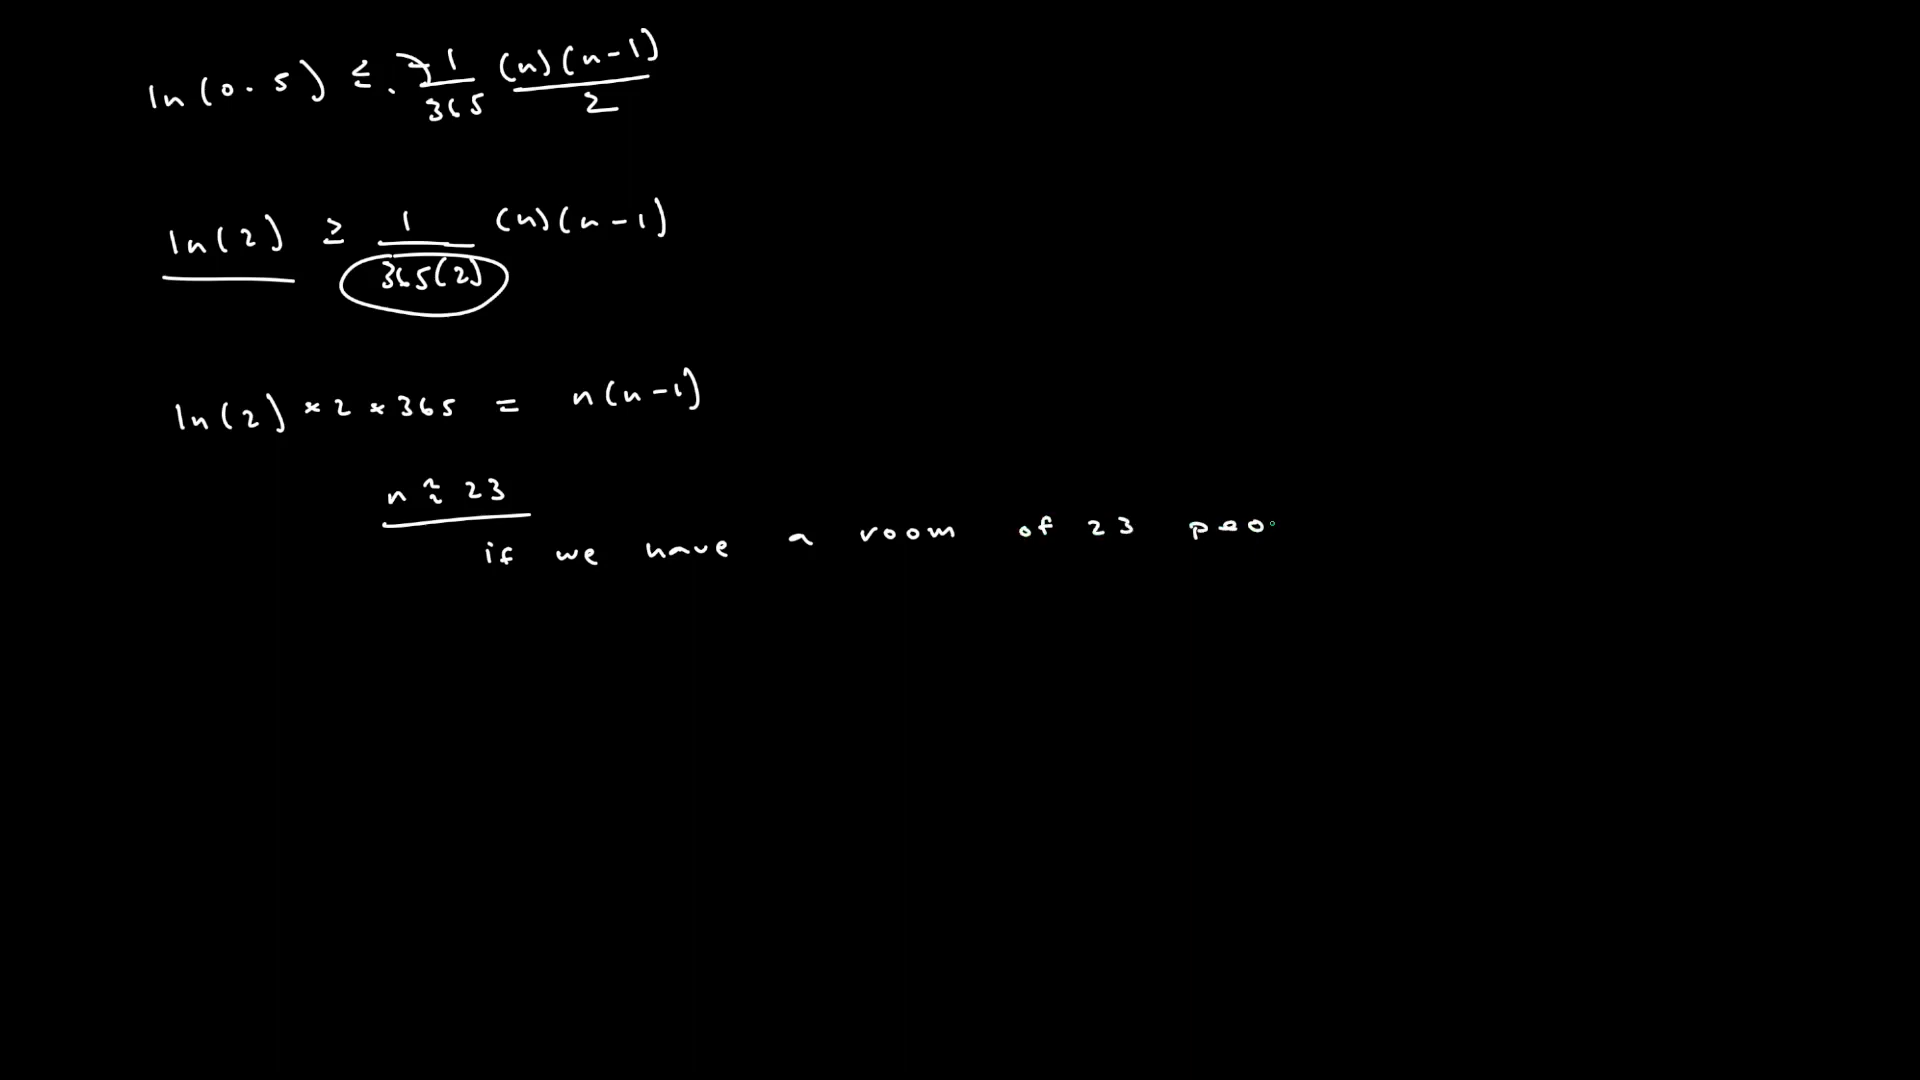 ln(0.5) ≤ -1/365 (n)(n-1)/2
ln(2) ≥ 1/365(2) (n)(n-1)
ln(2) * 2 * 365 = n(n-1)
n ≈ 23
if we have a room of 23 peo